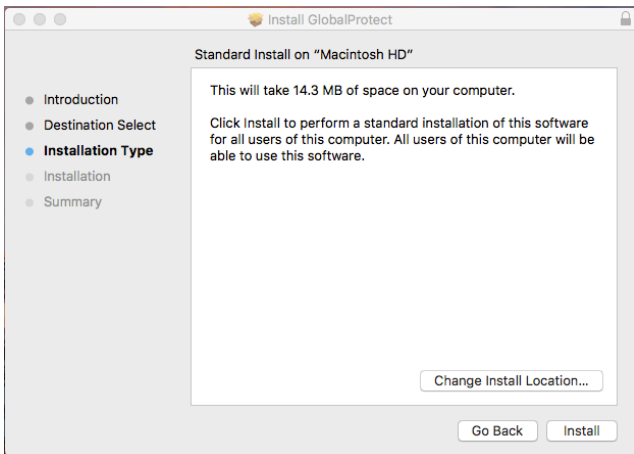 Install GlobalProtect
Standard Install on “Macintosh HD”
Introduction
Destination Select
Installation Type
Installation
Summary
This will take 14.3 MB of space on your computer.
Click Install to perform a standard installation of this software
for all users of this computer. All users of this computer will be
able to use this software.
Change Install Location...
Go Back
Install